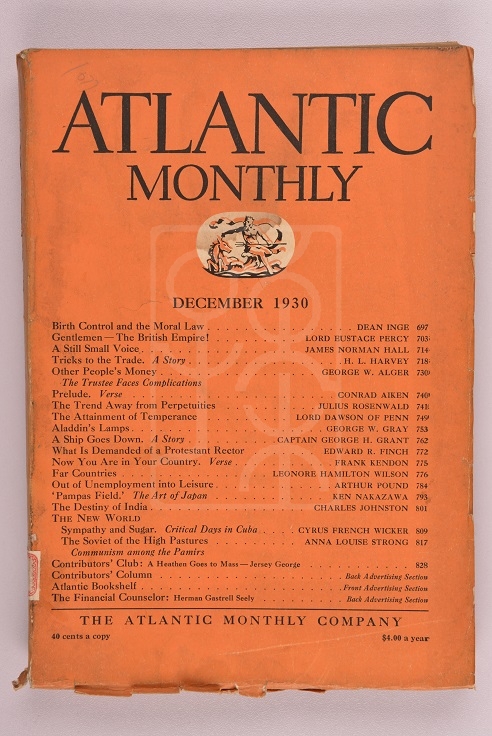 ATLANTIC
MONTHLY
DECEMBER 1930
Birth Control and the Moral Law . . . . . . . . . . . . . . DEAN INGE 697
Gentlemen — The British Empire! . . . . . . . . . LORD EUSTACE PERCY 703
A Still Small Voice . . . . . . . . . . . . . . JAMES NORMAN HALL 714
Tricks to the Trade. A Story . . . . . . . . . . . . . H. L. HARVEY 718
Other People's Money . . . . . . . . . . . . . . GEORGE W. ALGER 730
The Trustee Faces Complications
Prelude. Verse . . . . . . . . . . . . . . . . . CONRAD AIKEN 740
The Trend Away from Perpetuities . . . . . . . . . JULIUS ROSENWALD 741
The Attainment of Temperance . . . . . . . . LORD DAWSON OF PENN 749
Aladdin's Lamps . . . . . . . . . . . . . . . . GEORGE W. GRAY 753
A Ship Goes Down. A Story . . . . . . . . CAPTAIN GEORGE H. GRANT 762
What Is Demanded of a Protestant Rector EDWARD R. FINCH 772
Now You Are in Your Country. Verse . . . . . . . . . FRANK KENDON 775
Far Countries . . . . . . . . . . . . . LEONORE HAMILTON WILSON 776
Out of Unemployment into Leisure . . . . . . . . . ARTHUR POUND 784
'Pampas Field.' The Art of Japan . . . . . . . . . . KEN NAKAZAWA 793
The Destiny of India . . . . . . . . . . . . . CHARLES JOHNSTON 801
THE NEW WORLD
Sympathy and Sugar. Critical Days in Cuba . . . . CYRUS FRENCH WICKER 809
The Soviet of the High Pastures . . . . . . . ANNA LOUISE STRONG 817
Communism among the Pamirs
Contributors' Club: A Heathen Goes to Mass — Jersey George . . . . . . . . . . 828
Contributors' Column . . . . . . . . . . . . . . Back Advertising Section
Atlantic Bookshelf . . . . . . . . . . . . . . . Front Advertising Section
The Financial Counselor: Herman Gastrell Seely . . . . . . Back Advertising Section
THE ATLANTIC MONTHLY COMPANY
40 cents a copy $4.00 a year